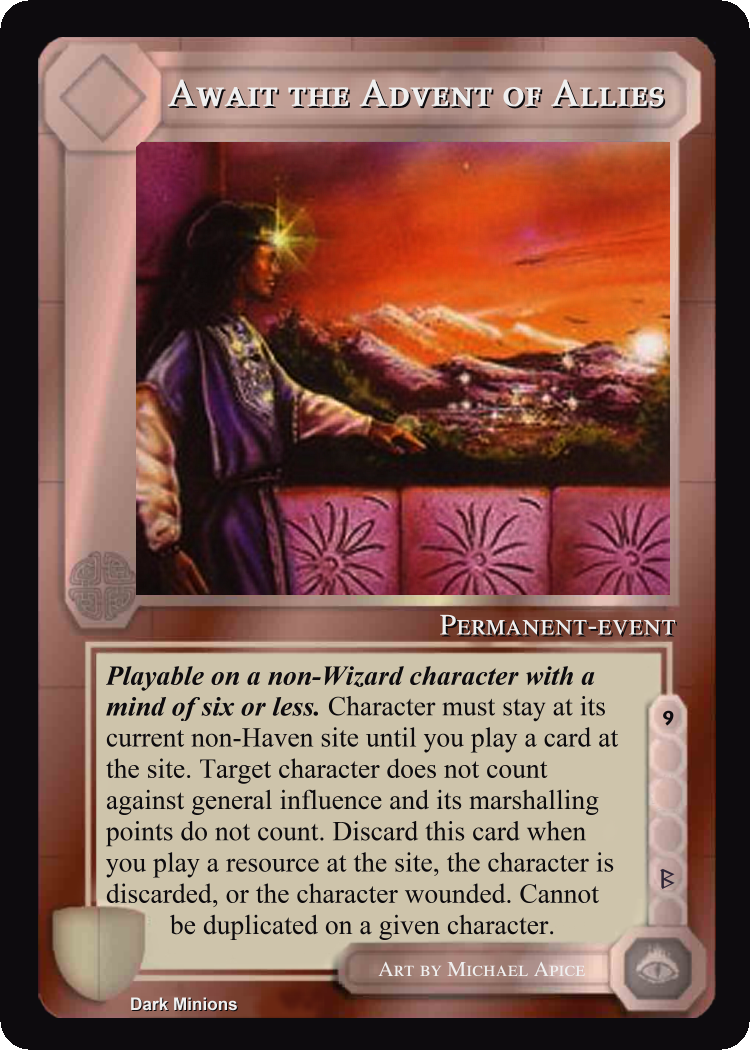 Await the Advent of Allies
Permanent-event
Playable on a non-Wizard character with a
mind of six or less. Character must stay at its
current non-Haven site until you play a card at
the site. Target character does not count
against general influence and its marshalling
points do not count. Discard this card when
you play a resource at the site, the character is
discarded, or the character wounded. Cannot
be duplicated on a given character.
9
ᛒ
Art by Michael Apice
Dark Minions